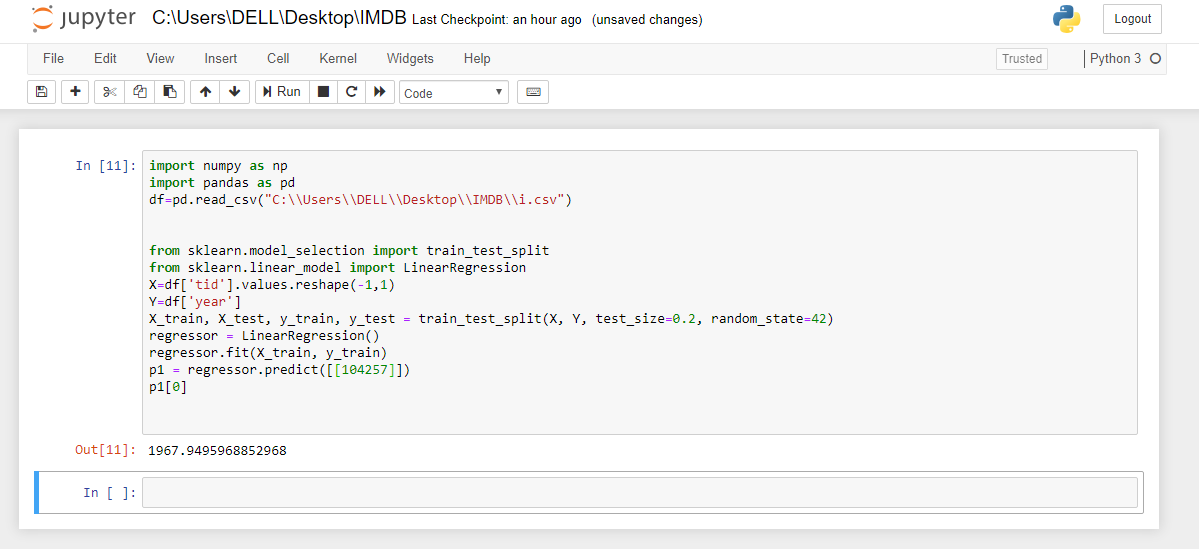 jupyter C:\Users\DELL\Desktop\IMDB Last Checkpoint: an hour ago (unsaved changes) Logout
File Edit View Insert Cell Kernel Widgets Help Trusted Python 3
Run Code
In [11]: import numpy as np
import pandas as pd
df=pd.read_csv("C:\\Users\\DELL\\Desktop\\IMDB\\i.csv")
from sklearn.model_selection import train_test_split
from sklearn.linear_model import LinearRegression
X=df['tid'].values.reshape(-1,1)
Y=df['year']
X_train, X_test, y_train, y_test = train_test_split(X, Y, test_size=0.2, random_state=42)
regressor = LinearRegression()
regressor.fit(X_train, y_train)
p1 = regressor.predict([[104257]])
p1[0]
Out[11]: 1967.9495968852968
In [ ]: